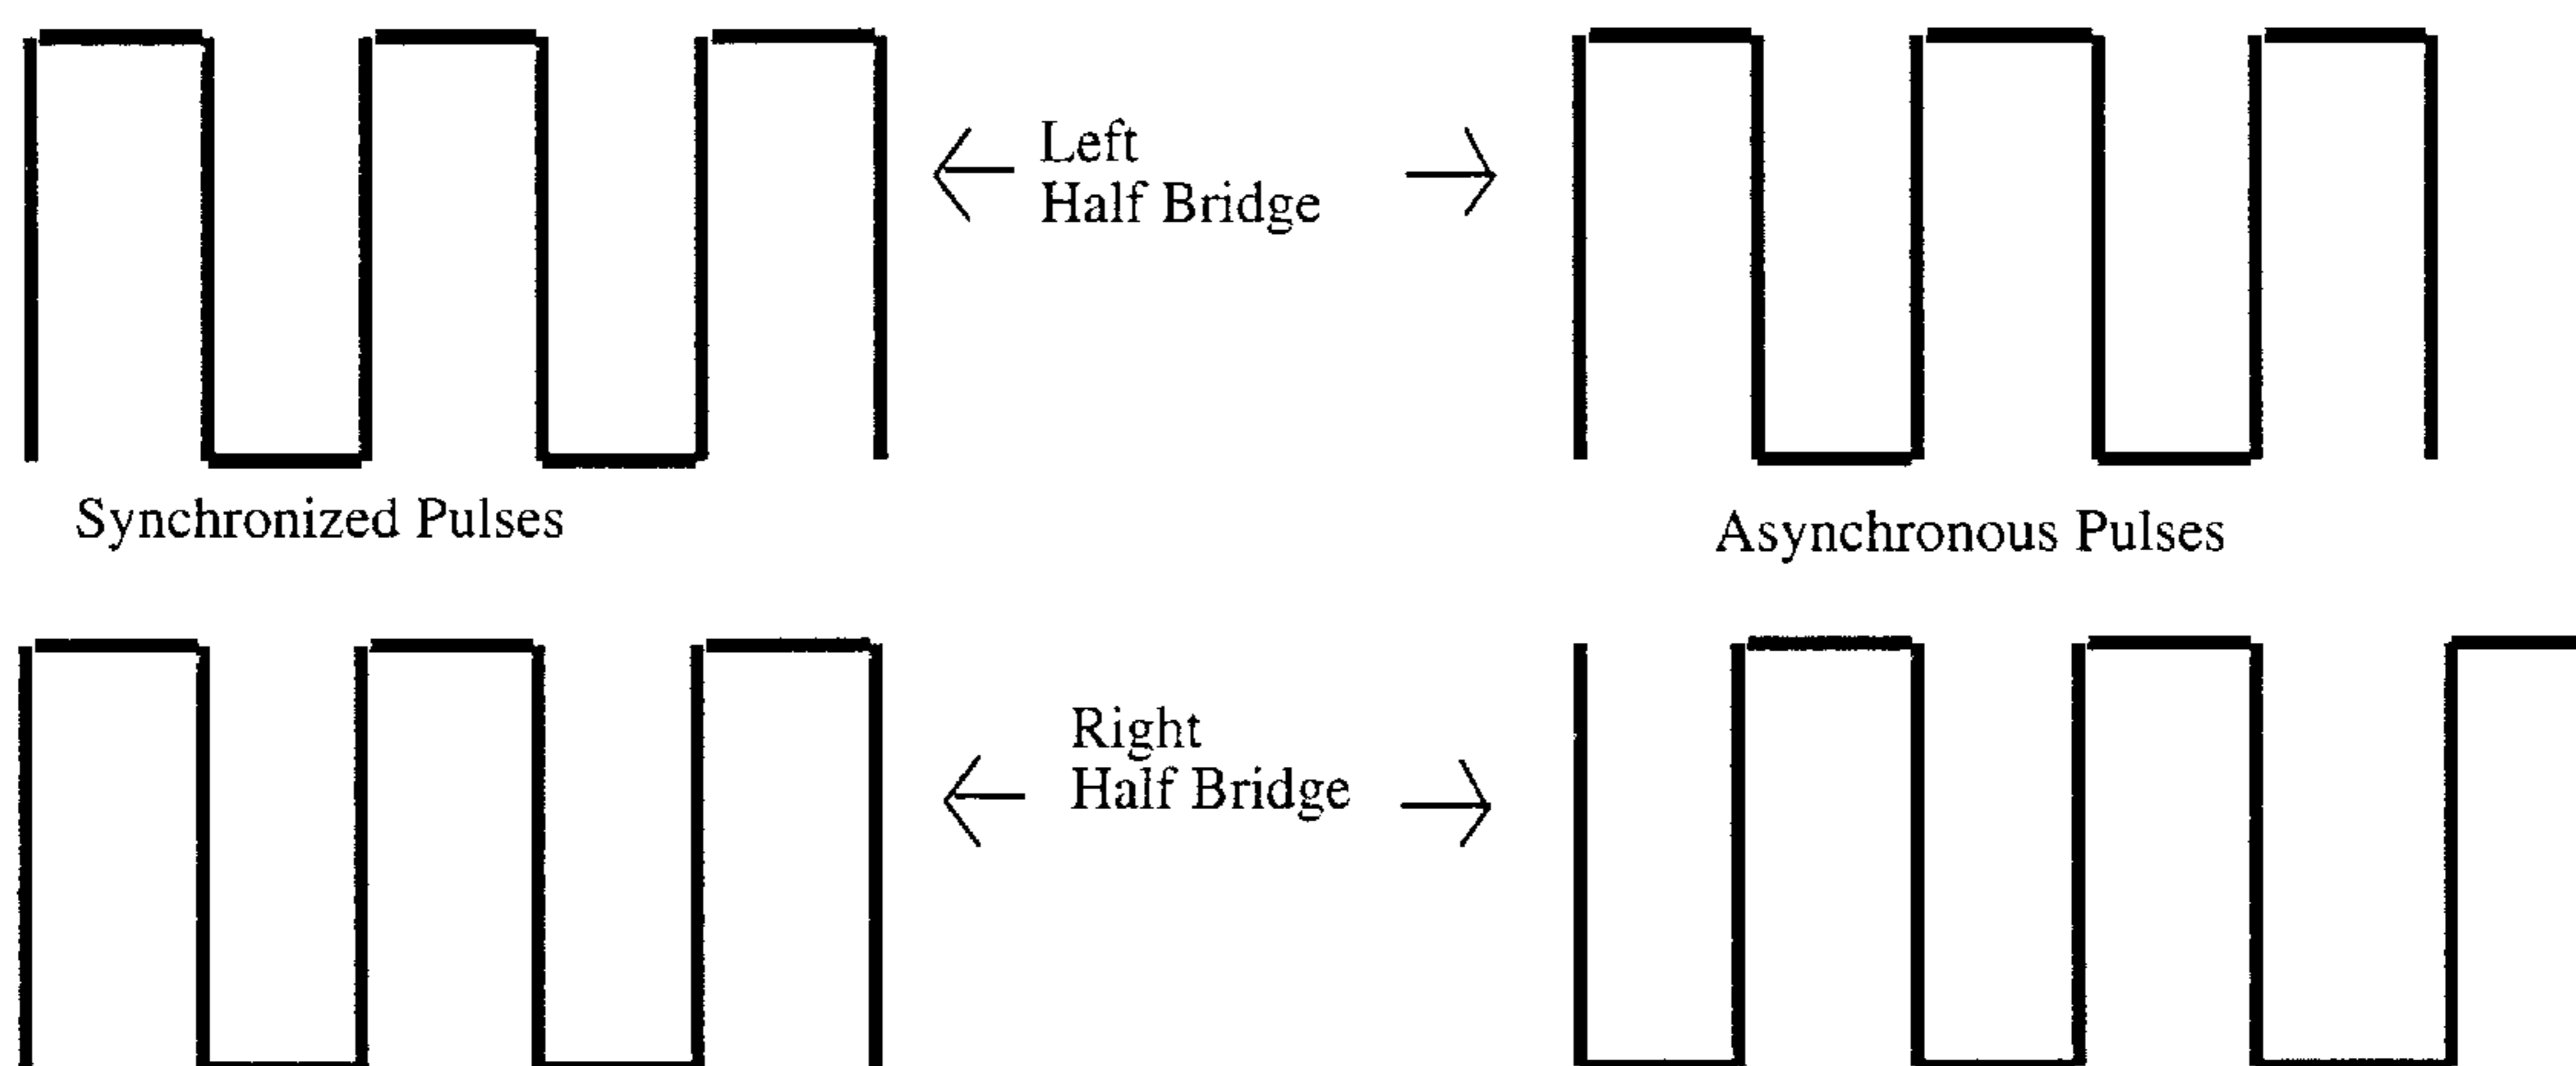 Left
Half Bridge
Synchronized Pulses
Asynchronous Pulses
Right
Half Bridge